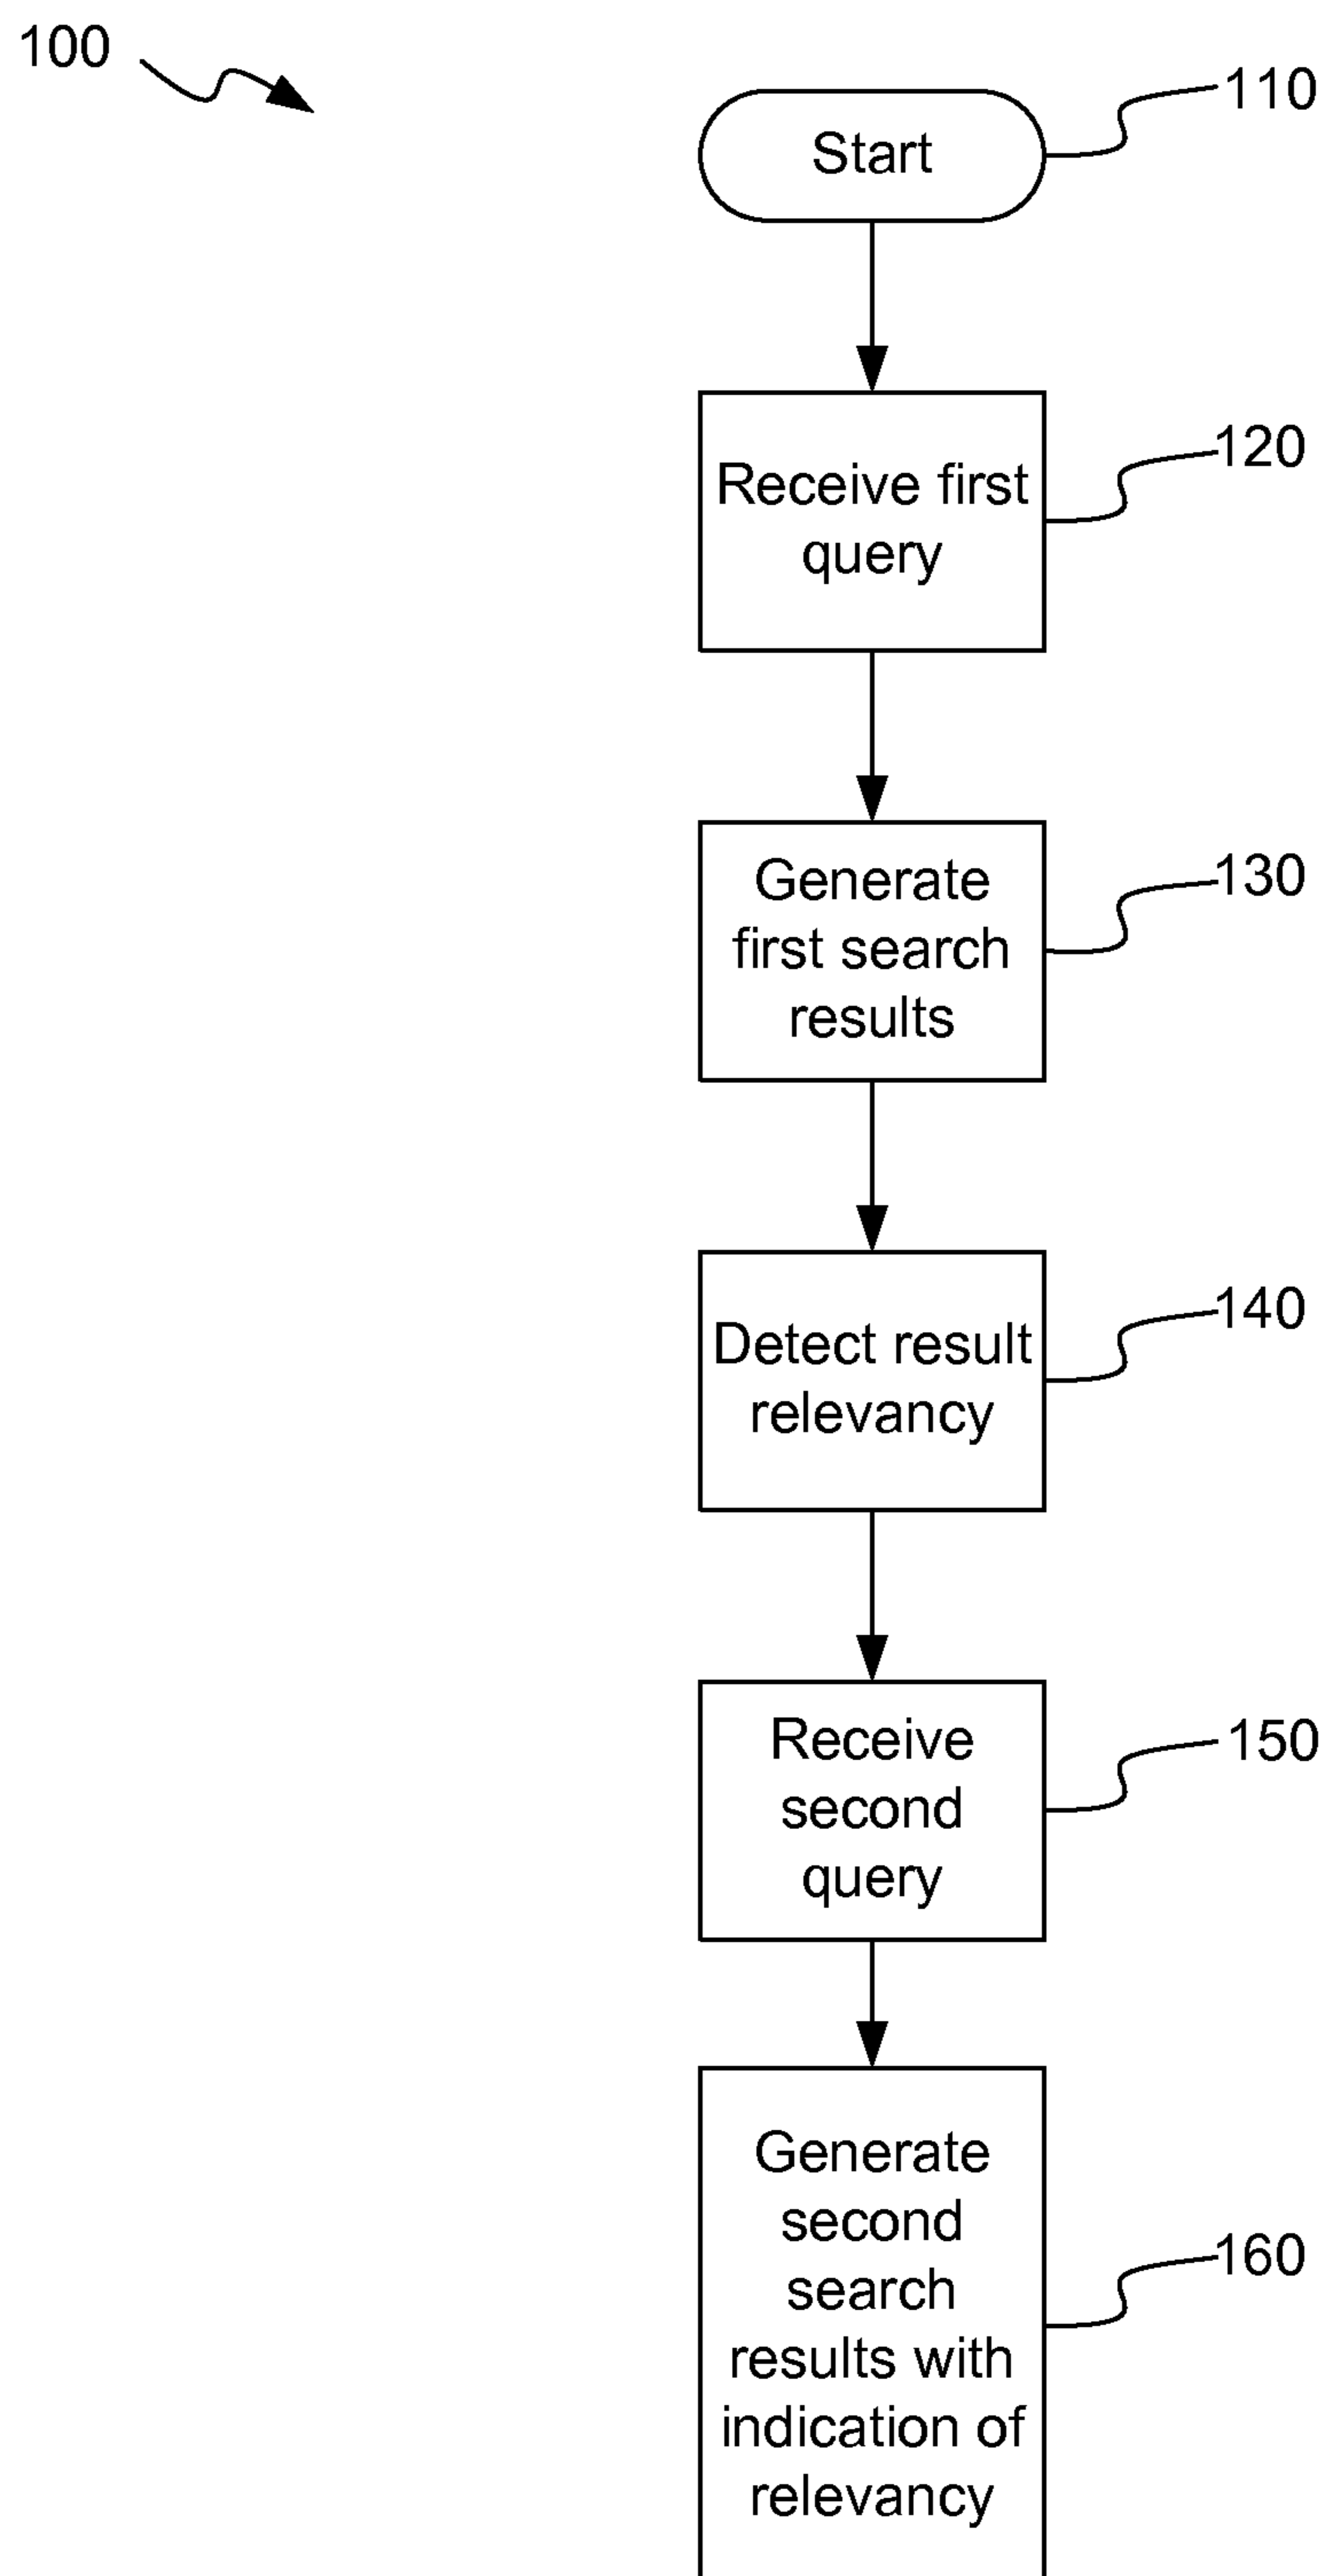 100
110
Start
120
Receive first
query
130
Generate
first search
results
140
Detect result
relevancy
150
Receive
second
query
160
Generate
second
search
results with
indication of
relevancy